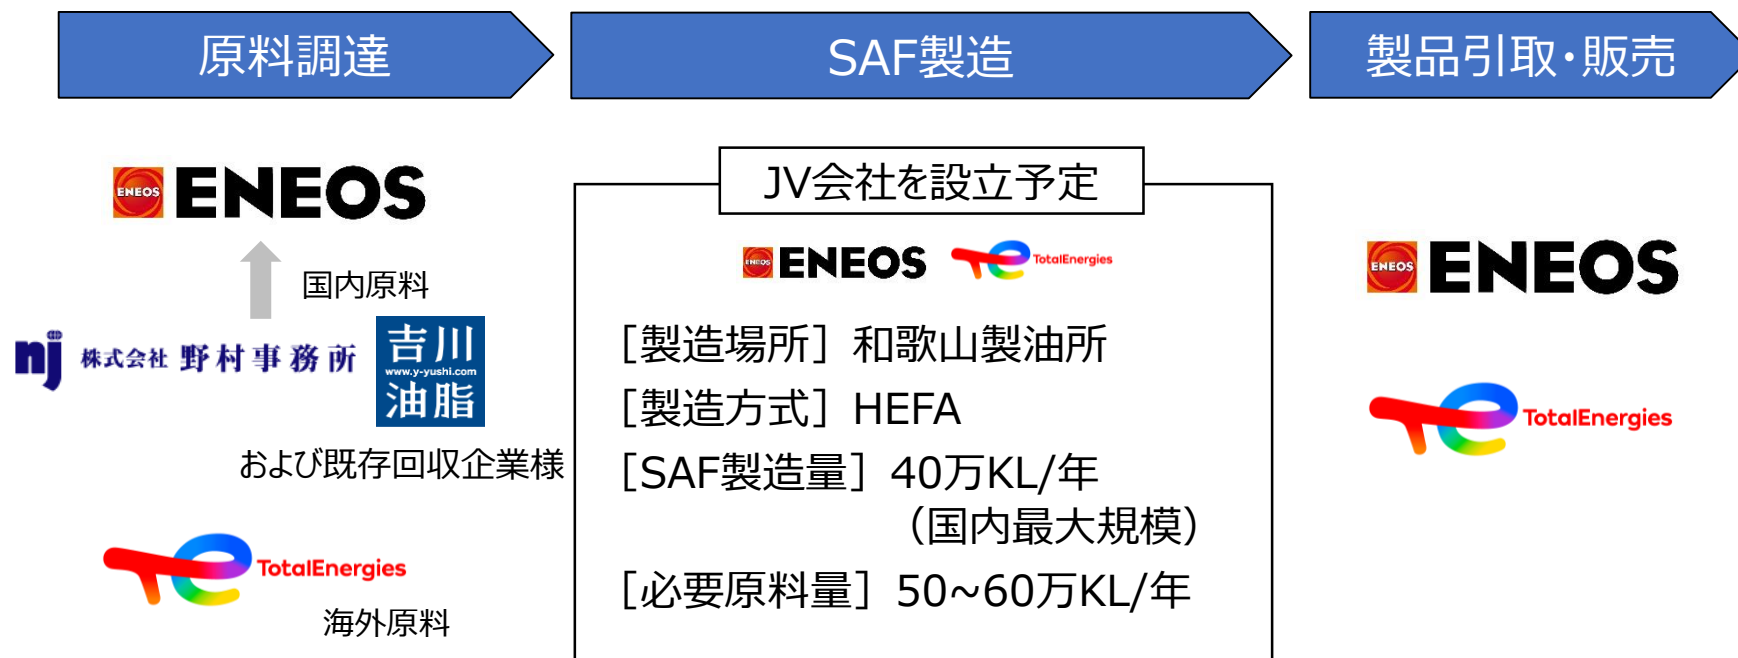 原料調達
SAF製造
製品引取・販売
ENEOS ENEOS
国内原料
nj 株式会社 野村事務所
吉川
www.y-yushi.com
油脂
および既存回収企業様
TotalEnergies
海外原料
JV会社を設立予定
ENEOS ENEOS TotalEnergies
［製造場所］和歌山製油所
［製造方式］HEFA
［SAF製造量］40万KL/年
（国内最大規模）
［必要原料量］50~60万KL/年
ENEOS ENEOS
TotalEnergies